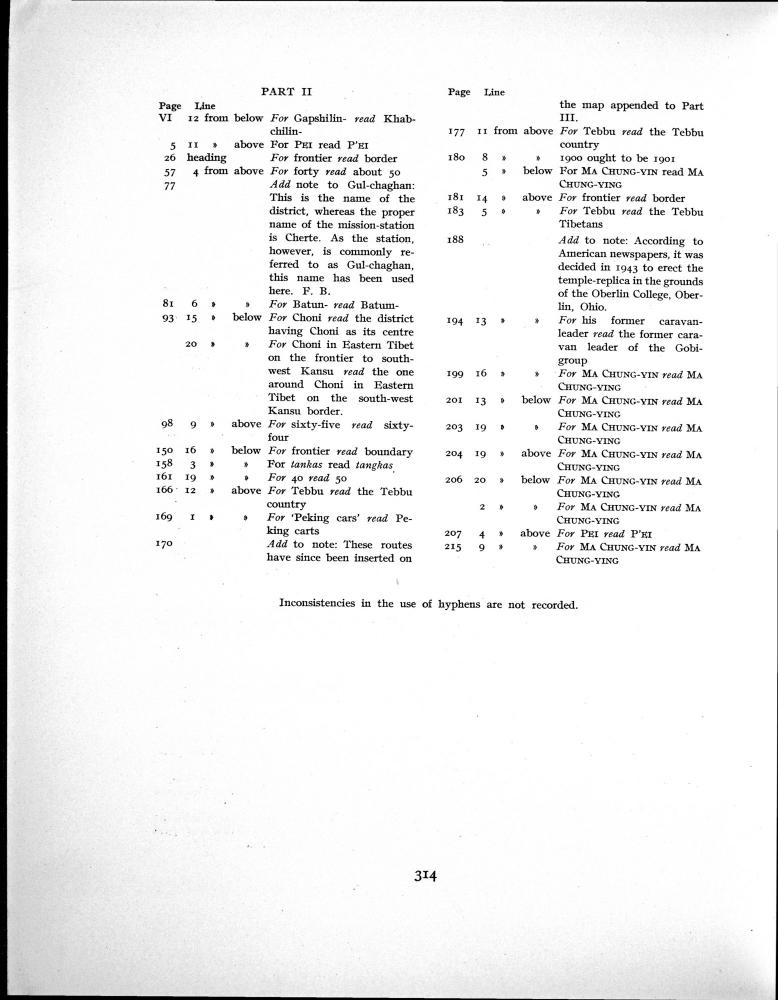 PART II
Page Line
VI 12 from below For Gapshilin- read Khab-
chilin-
5 11 » above For PEI read P'EI
26 heading For frontier read border
57 4 from above For forty read about 50
77 Add note to Gul-chaghan:
This is the name of the
district, whereas the proper
name of the mission-station
is Cherte. As the station,
however, is commonly re-
ferred to as Gul-chaghan,
this name has been used
here. F. B.
81 6 » » For Batun- read Batum-
93 15 » below For Choni read the district
having Choni as its centre
20 » » For Choni in Eastern Tibet
on the frontier to south-
west Kansu read the one
around Choni in Eastern
Tibet on the south-west
Kansu border.
98 9 » above For sixty-five read sixty-
four
150 16 » below For frontier read boundary
158 3 » » For tankas read tangkas
161 19 » » For 40 read 50
166 12 » above For Tebbu read the Tebbu
country
169 1 » » For 'Peking cars' read Pe-
king carts
170 Add to note: These routes
have since been inserted on
Page Line
the map appended to Part
III.
177 11 from above For Tebbu read the Tebbu
country
180 8 » » 1900 ought to be 1901
5 » below For MA CHUNG-YIN read MA
CHUNG-YING
181 14 » above For frontier read border
183 5 » » For Tebbu read the Tebbu
Tibetans
188 Add to note: According to
American newspapers, it was
decided in 1943 to erect the
temple-replica in the grounds
of the Oberlin College, Ober-
lin, Ohio.
194 13 » » For his former caravan-
leader read the former cara-
van leader of the Gobi-
group
199 16 » » For MA CHUNG-YIN read MA
CHUNG-YING
201 13 » below For MA CHUNG-YIN read MA
CHUNG-YING
203 19 » » For MA CHUNG-YIN read MA
CHUNG-YING
204 19 » above For MA CHUNG-YIN read MA
CHUNG-YING
206 20 » below For MA CHUNG-YIN read MA
CHUNG-YING
2 » » For MA CHUNG-YIN read MA
CHUNG-YING
207 4 » above For PEI read P'EI
215 9 » » For MA CHUNG-YIN read MA
CHUNG-YING
Inconsistencies in the use of hyphens are not recorded.
314